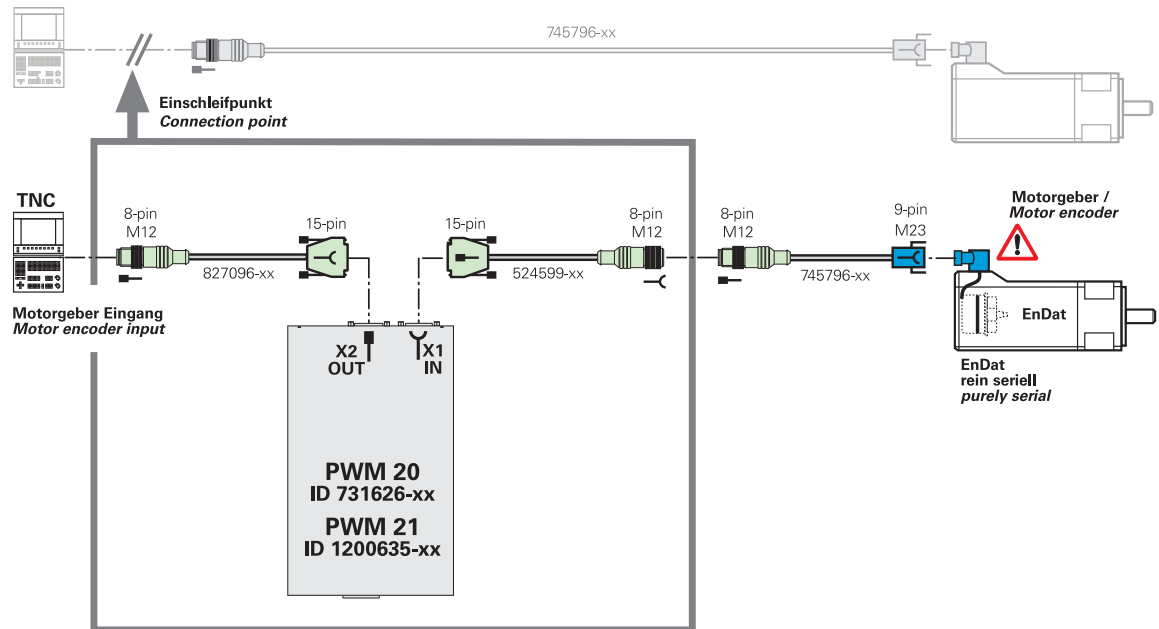 745796-xx
Einschleifpunkt
Connection point
TNC
8-pin
M12
15-pin
15-pin
8-pin
M12
8-pin
M12
9-pin
M23
Motorgeber /
Motor encoder
827096-xx
524599-xx
745796-xx
Motorgeber Eingang
Motor encoder input
EnDat
X2
OUT
X1
IN
EnDat
rein seriell
purely serial
PWM 20
ID 731626-xx
PWM 21
ID 1200635-xx